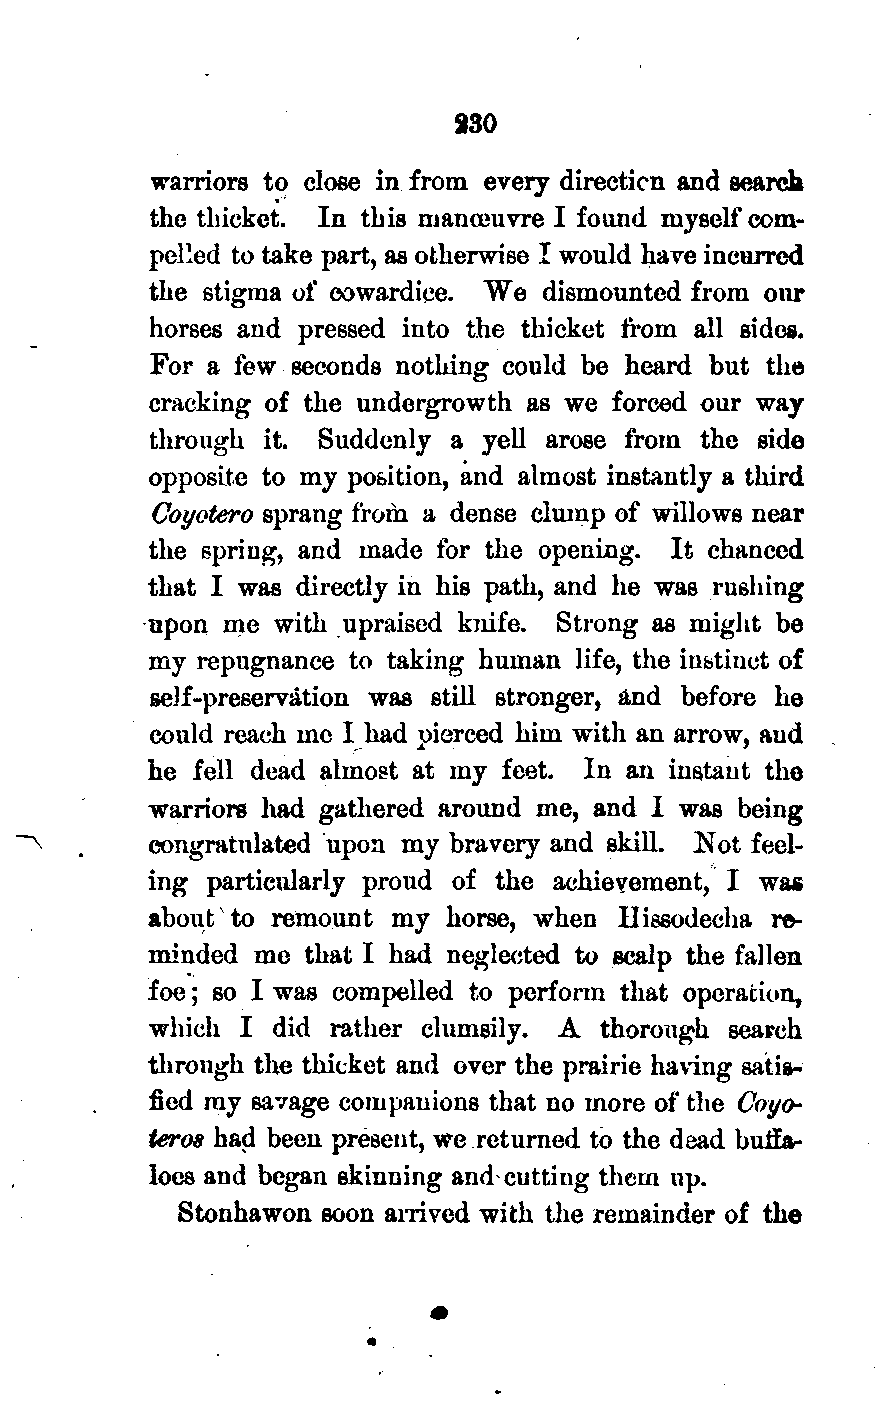 230
warriors to close in from every direction and search
the thicket. In this manœuvre I found myself com-
pelled to take part, as otherwise I would have incurred
the stigma of cowardice. We dismounted from our
horses and pressed into the thicket from all sides.
For a few seconds nothing could be heard but the
cracking of the undergrowth as we forced our way
through it. Suddenly a yell arose from the side
opposite to my position, and almost instantly a third
Coyotero sprang from a dense clump of willows near
the spring, and made for the opening. It chanced
that I was directly in his path, and he was rushing
upon me with upraised knife. Strong as might be
my repugnance to taking human life, the instinct of
self-preservation was still stronger, and before he
could reach me I had pierced him with an arrow, and
he fell dead almost at my feet. In an instant the
warriors had gathered around me, and I was being
congratulated upon my bravery and skill. Not feel-
ing particularly proud of the achievement, I was
about to remount my horse, when Hissodecha re-
minded me that I had neglected to scalp the fallen
foe; so I was compelled to perform that operation,
which I did rather clumsily. A thorough search
through the thicket and over the prairie having satis-
fied my savage companions that no more of the Coyo-
teros had been present, we returned to the dead buffa-
loes and began skinning and cutting them up.
Stonhawon soon arrived with the remainder of the